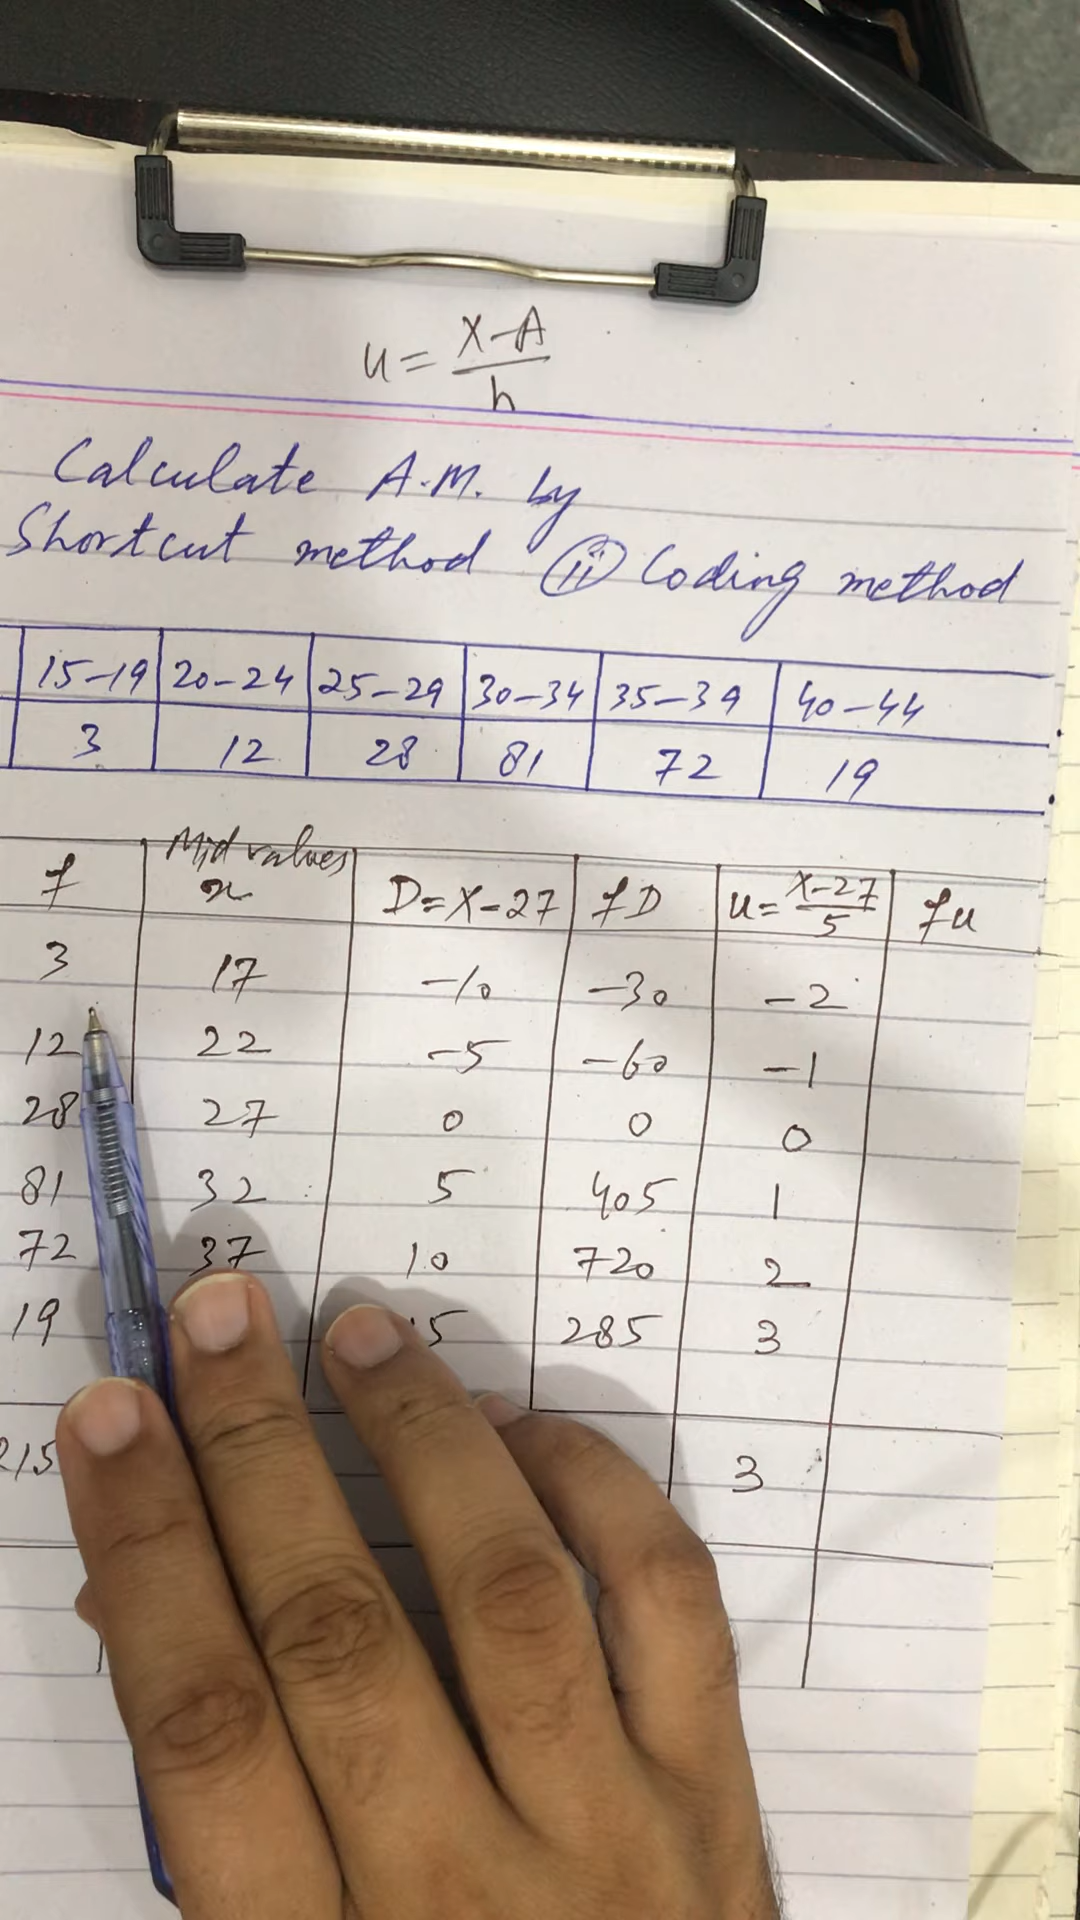 u = X-A / h
Calculate A.M. by
Shortcut method (ii) Coding method
15-19 20-24 25-29 30-34 35-39 40-44
3 12 28 81 72 19
f Mid values x D=X-27 fD u= X-27 / 5 fu
3 17 -10 -30 -2
12 22 -5 -60 -1
28 27 0 0 0
81 32 5 405 1
72 37 10 720 2
19 15 285 3
215 3